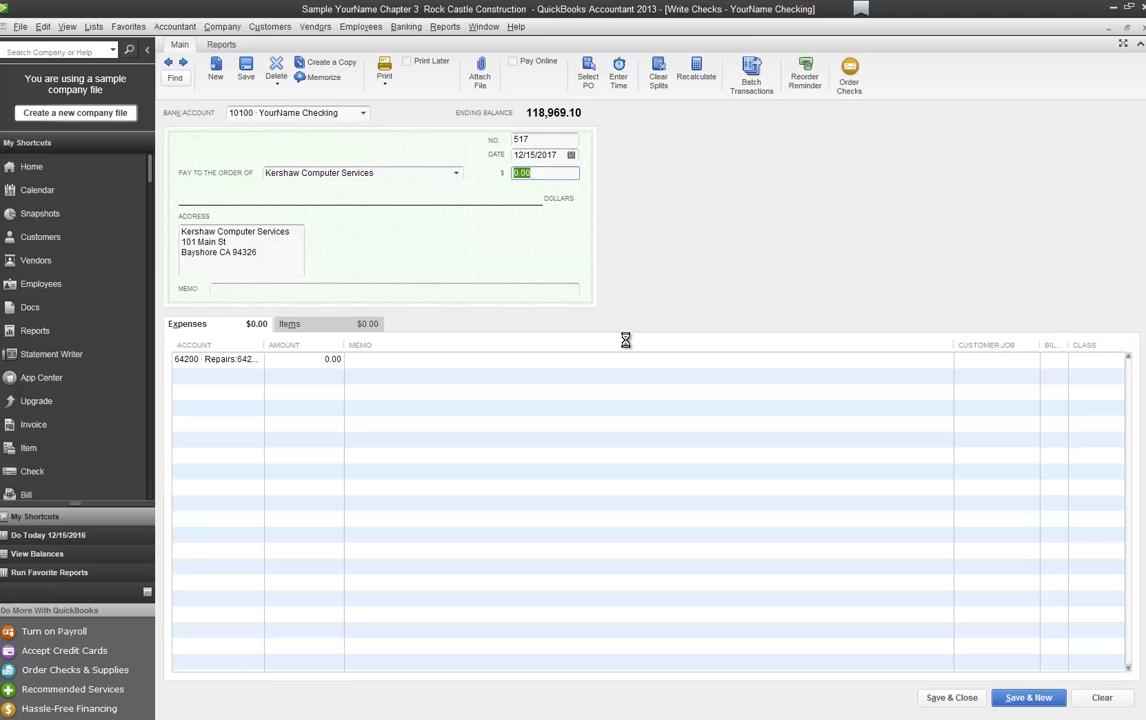 Sample YourName Chapter 3 Rock Castle Construction - QuickBooks Accountant 2013 - [Write Checks - YourName Checking]
File Edit View Lists Favorites Accountant Company Customers Vendors Employees Banking Reports Window Help
Search Company or Help
Main Reports
Find New Save Delete Create a Copy Memorize Print Print Later Attach File Pay Online Select PO Enter Time Clear Splits Recalculate Batch Transactions Reorder Reminder Order Checks
You are using a sample company file
Create a new company file
My Shortcuts
Home
Calendar
Snapshots
Customers
Vendors
Employees
Docs
Reports
Statement Writer
App Center
Upgrade
Invoice
Item
Check
Bill
My Shortcuts
Do Today 12/15/2016
View Balances
Run Favorite Reports
Do More With QuickBooks
Turn on Payroll
Accept Credit Cards
Order Checks & Supplies
Recommended Services
Hassle-Free Financing
BANK ACCOUNT 10100 · YourName Checking ENDING BALANCE 118,969.10
NO. 517
DATE 12/15/2017
PAY TO THE ORDER OF Kershaw Computer Services $ 0.00
DOLLARS
ADDRESS
Kershaw Computer Services
101 Main St
Bayshore CA 94326
MEMO
Expenses $0.00 Items $0.00
ACCOUNT AMOUNT MEMO CUSTOMER:JOB BIL... CLASS
64200 · Repairs:642... 0.00
Save & Close Save & New Clear